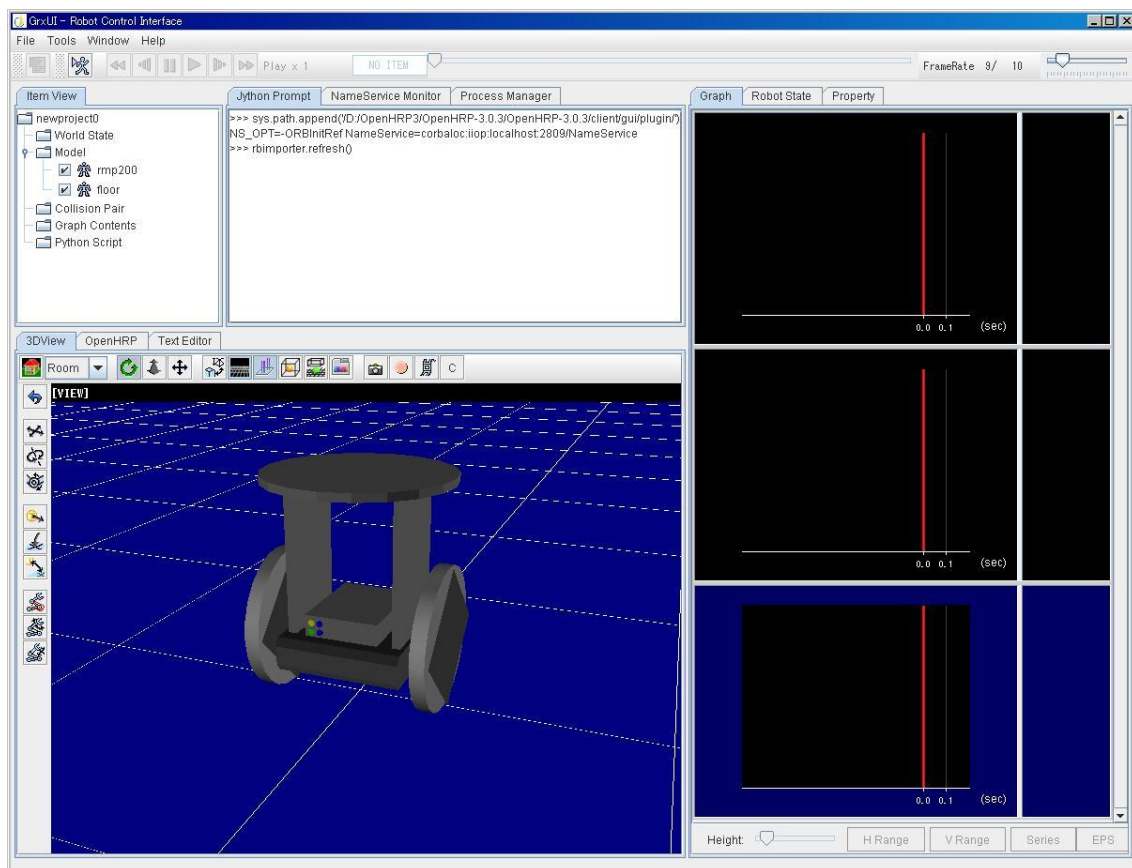 GrxUI - Robot Control Interface
File Tools Window Help
Play x 1 NO ITEM FrameRate 9/ 10
Item View
newproject0
World State
Model
rmp200
floor
Collision Pair
Graph Contents
Python Script
Jython Prompt NameService Monitor Process Manager
>>> sys.path.append('/D:/OpenHRP3/OpenHRP-3.0.3/OpenHRP-3.0.3/client/gui/plugin/')
NS_OPT=-ORBInitRef NameService=corbaloc:iiop:localhost:2809/NameService
>>> rbimporter.refresh()
Graph Robot State Property
0.0 0.1 (sec)
0.0 0.1 (sec)
0.0 0.1 (sec)
3DView OpenHRP Text Editor
Room C
[VIEW]
Height: H Range V Range Series EPS